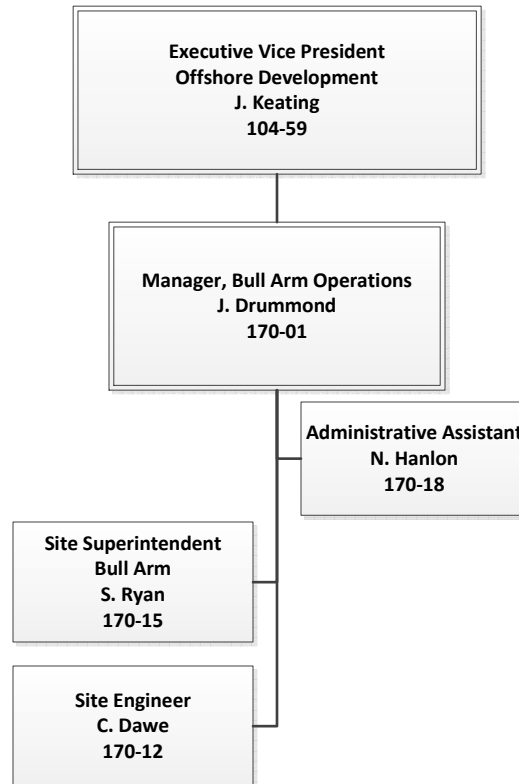 Executive Vice President
Offshore Development
J. Keating
104-59
Manager, Bull Arm Operations
J. Drummond
170-01
Administrative Assistant
N. Hanlon
170-18
Site Superintendent
Bull Arm
S. Ryan
170-15
Site Engineer
C. Dawe
170-12